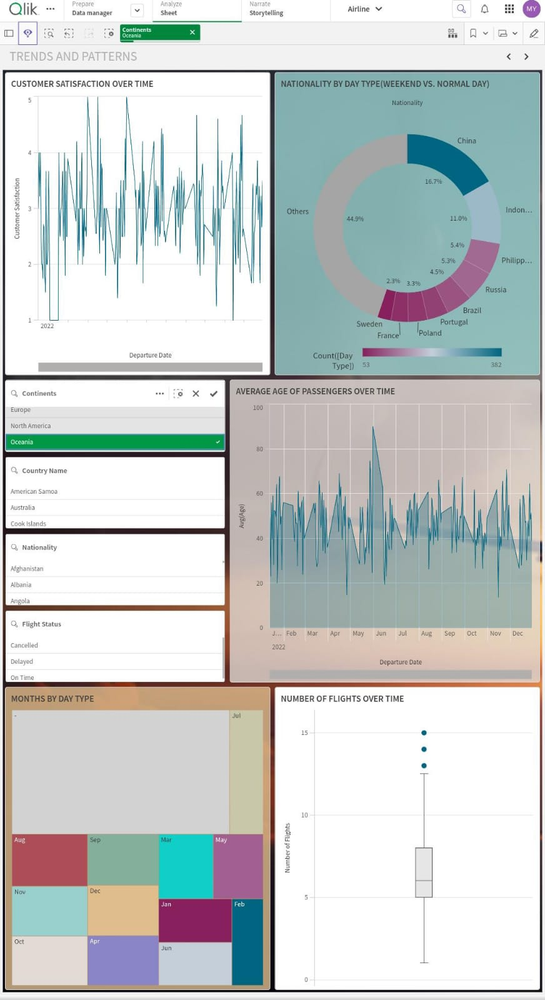 Qlik
Prepare
Data manager
Analyze
Sheet
Narrate
Storytelling
Airline
MY
Continents
Oceania
TRENDS AND PATTERNS
CUSTOMER SATISFACTION OVER TIME
Customer Satisfaction
5
4
3
2
1
2022
Departure Date
NATIONALITY BY DAY TYPE(WEEKEND VS. NORMAL DAY)
Nationality
China
16.7%
Indon...
11.0%
Philipp...
5.4%
Russia
5.3%
Brazil
4.5%
Portugal
Poland
3.3%
France
Sweden
2.3%
Others
44.9%
Count([Day
Type])
53
382
Continents
Europe
North America
Oceania
Country Name
American Samoa
Australia
Cook Islands
Nationality
Afghanistan
Albania
Angola
Flight Status
Cancelled
Delayed
On Time
AVERAGE AGE OF PASSENGERS OVER TIME
Avg(Age)
100
80
60
40
20
0
J... Feb Mar Apr May Jun Jul Aug Sep Oct Nov Dec
2022
Departure Date
MONTHS BY DAY TYPE
-
Jul
Aug
Sep
Mar
May
Nov
Dec
Jan
Feb
Oct
Apr
Jun
NUMBER OF FLIGHTS OVER TIME
Number of Flights
15
10
5
0